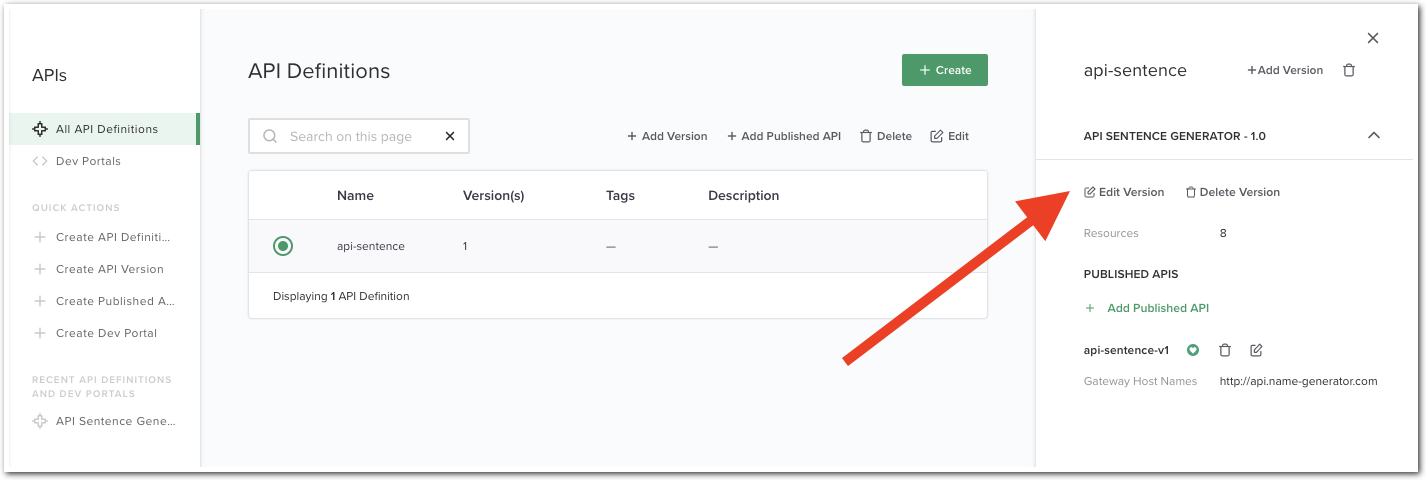 APIs
All API Definitions
Dev Portals
QUICK ACTIONS
Create API Definiti...
Create API Version
Create Published A...
Create Dev Portal
RECENT API DEFINITIONS
AND DEV PORTALS
API Sentence Gene...
API Definitions
+ Create
Search on this page
+ Add Version + Add Published API Delete Edit
Name Version(s) Tags Description
api-sentence 1 — —
Displaying 1 API Definition
api-sentence +Add Version
API SENTENCE GENERATOR - 1.0
Edit Version Delete Version
Resources 8
PUBLISHED APIS
+ Add Published API
api-sentence-v1
Gateway Host Names http://api.name-generator.com